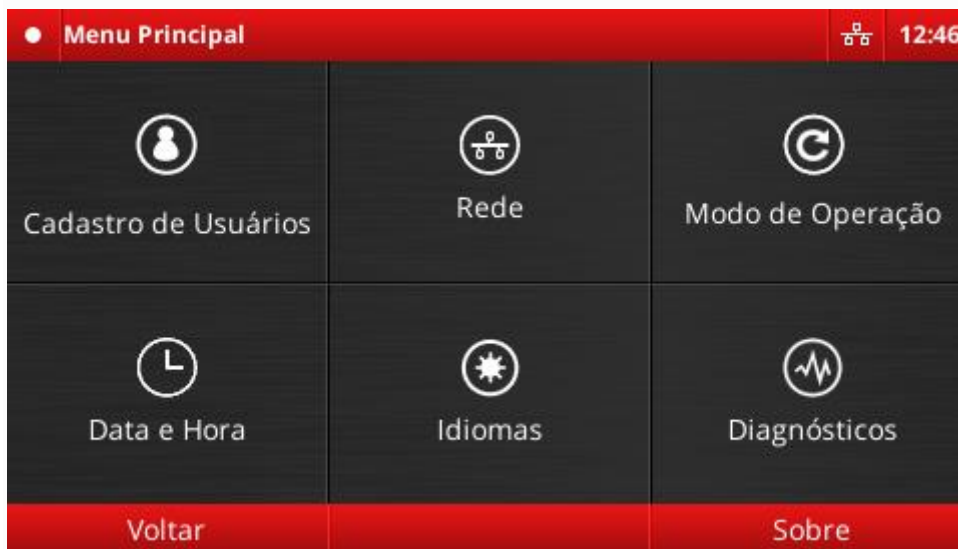 Menu Principal
12:46
Cadastro de Usuários
Rede
Modo de Operação
Data e Hora
Idiomas
Diagnósticos
Voltar
Sobre